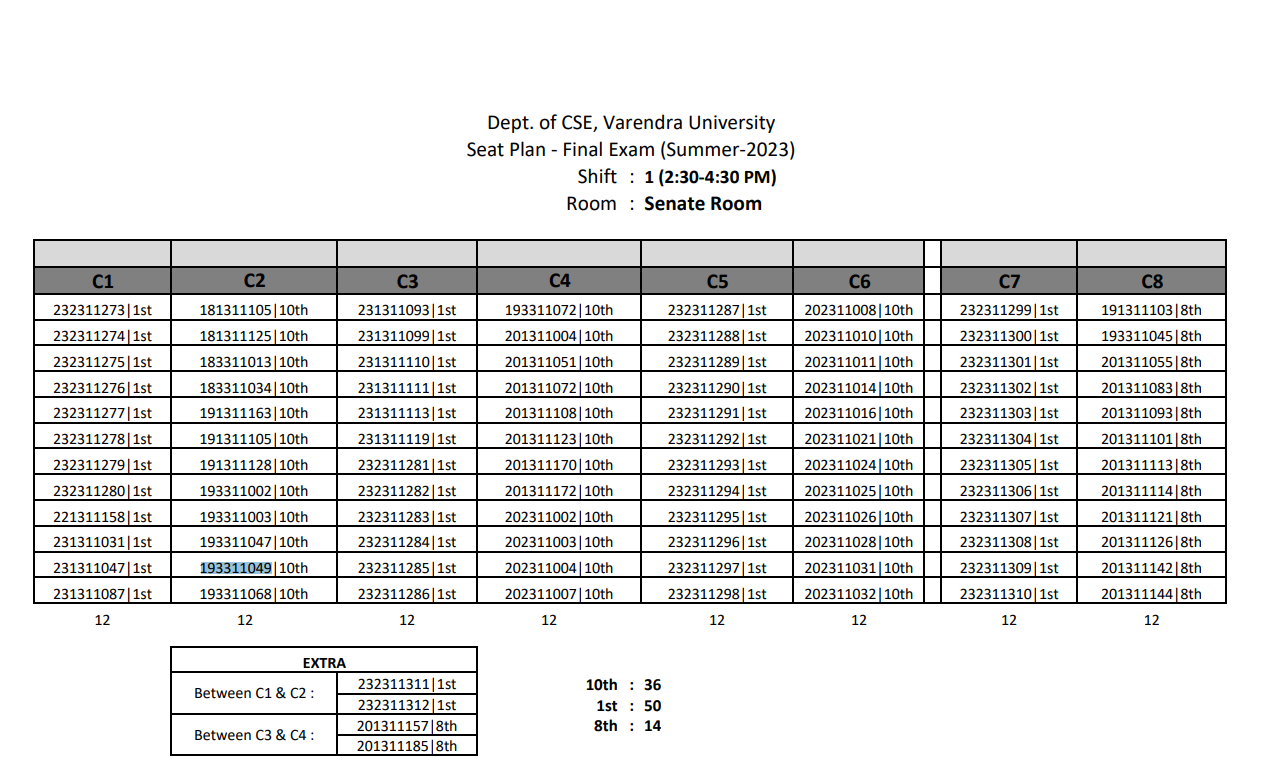 Dept. of CSE, Varendra University
Seat Plan - Final Exam (Summer-2023)
Shift : 1 (2:30-4:30 PM)
Room : Senate Room
C1 C2 C3 C4 C5 C6 C7 C8
232311273|1st 181311105|10th 231311093|1st 193311072|10th 232311287|1st 202311008|10th 232311299|1st 191311103|8th
232311274|1st 181311125|10th 231311099|1st 201311004|10th 232311288|1st 202311010|10th 232311300|1st 193311045|8th
232311275|1st 183311013|10th 231311110|1st 201311051|10th 232311289|1st 202311011|10th 232311301|1st 201311055|8th
232311276|1st 183311034|10th 231311111|1st 201311072|10th 232311290|1st 202311014|10th 232311302|1st 201311083|8th
232311277|1st 191311163|10th 231311113|1st 201311108|10th 232311291|1st 202311016|10th 232311303|1st 201311093|8th
232311278|1st 191311105|10th 231311119|1st 201311123|10th 232311292|1st 202311021|10th 232311304|1st 201311101|8th
232311279|1st 191311128|10th 232311281|1st 201311170|10th 232311293|1st 202311024|10th 232311305|1st 201311113|8th
232311280|1st 193311002|10th 232311282|1st 201311172|10th 232311294|1st 202311025|10th 232311306|1st 201311114|8th
221311158|1st 193311003|10th 232311283|1st 202311002|10th 232311295|1st 202311026|10th 232311307|1st 201311121|8th
231311031|1st 193311047|10th 232311284|1st 202311003|10th 232311296|1st 202311028|10th 232311308|1st 201311126|8th
231311047|1st 193311049|10th 232311285|1st 202311004|10th 232311297|1st 202311031|10th 232311309|1st 201311142|8th
231311087|1st 193311068|10th 232311286|1st 202311007|10th 232311298|1st 202311032|10th 232311310|1st 201311144|8th
12 12 12 12 12 12 12 12
EXTRA
Between C1 & C2 : 232311311|1st
232311312|1st
Between C3 & C4 : 201311157|8th
201311185|8th
10th : 36
1st : 50
8th : 14